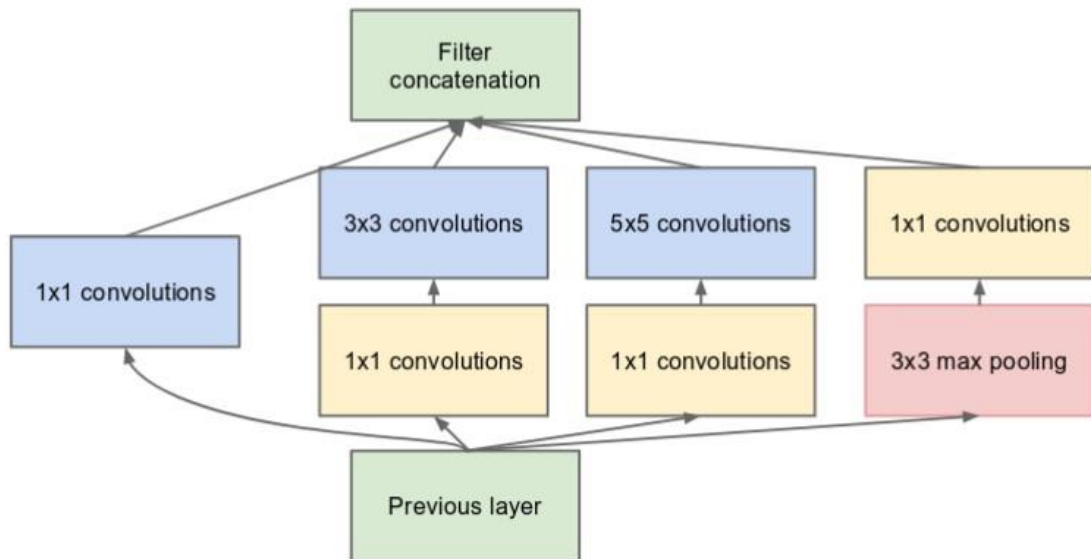 Filter
concatenation
3x3 convolutions
5x5 convolutions
1x1 convolutions
1x1 convolutions
1x1 convolutions
1x1 convolutions
3x3 max pooling
Previous layer